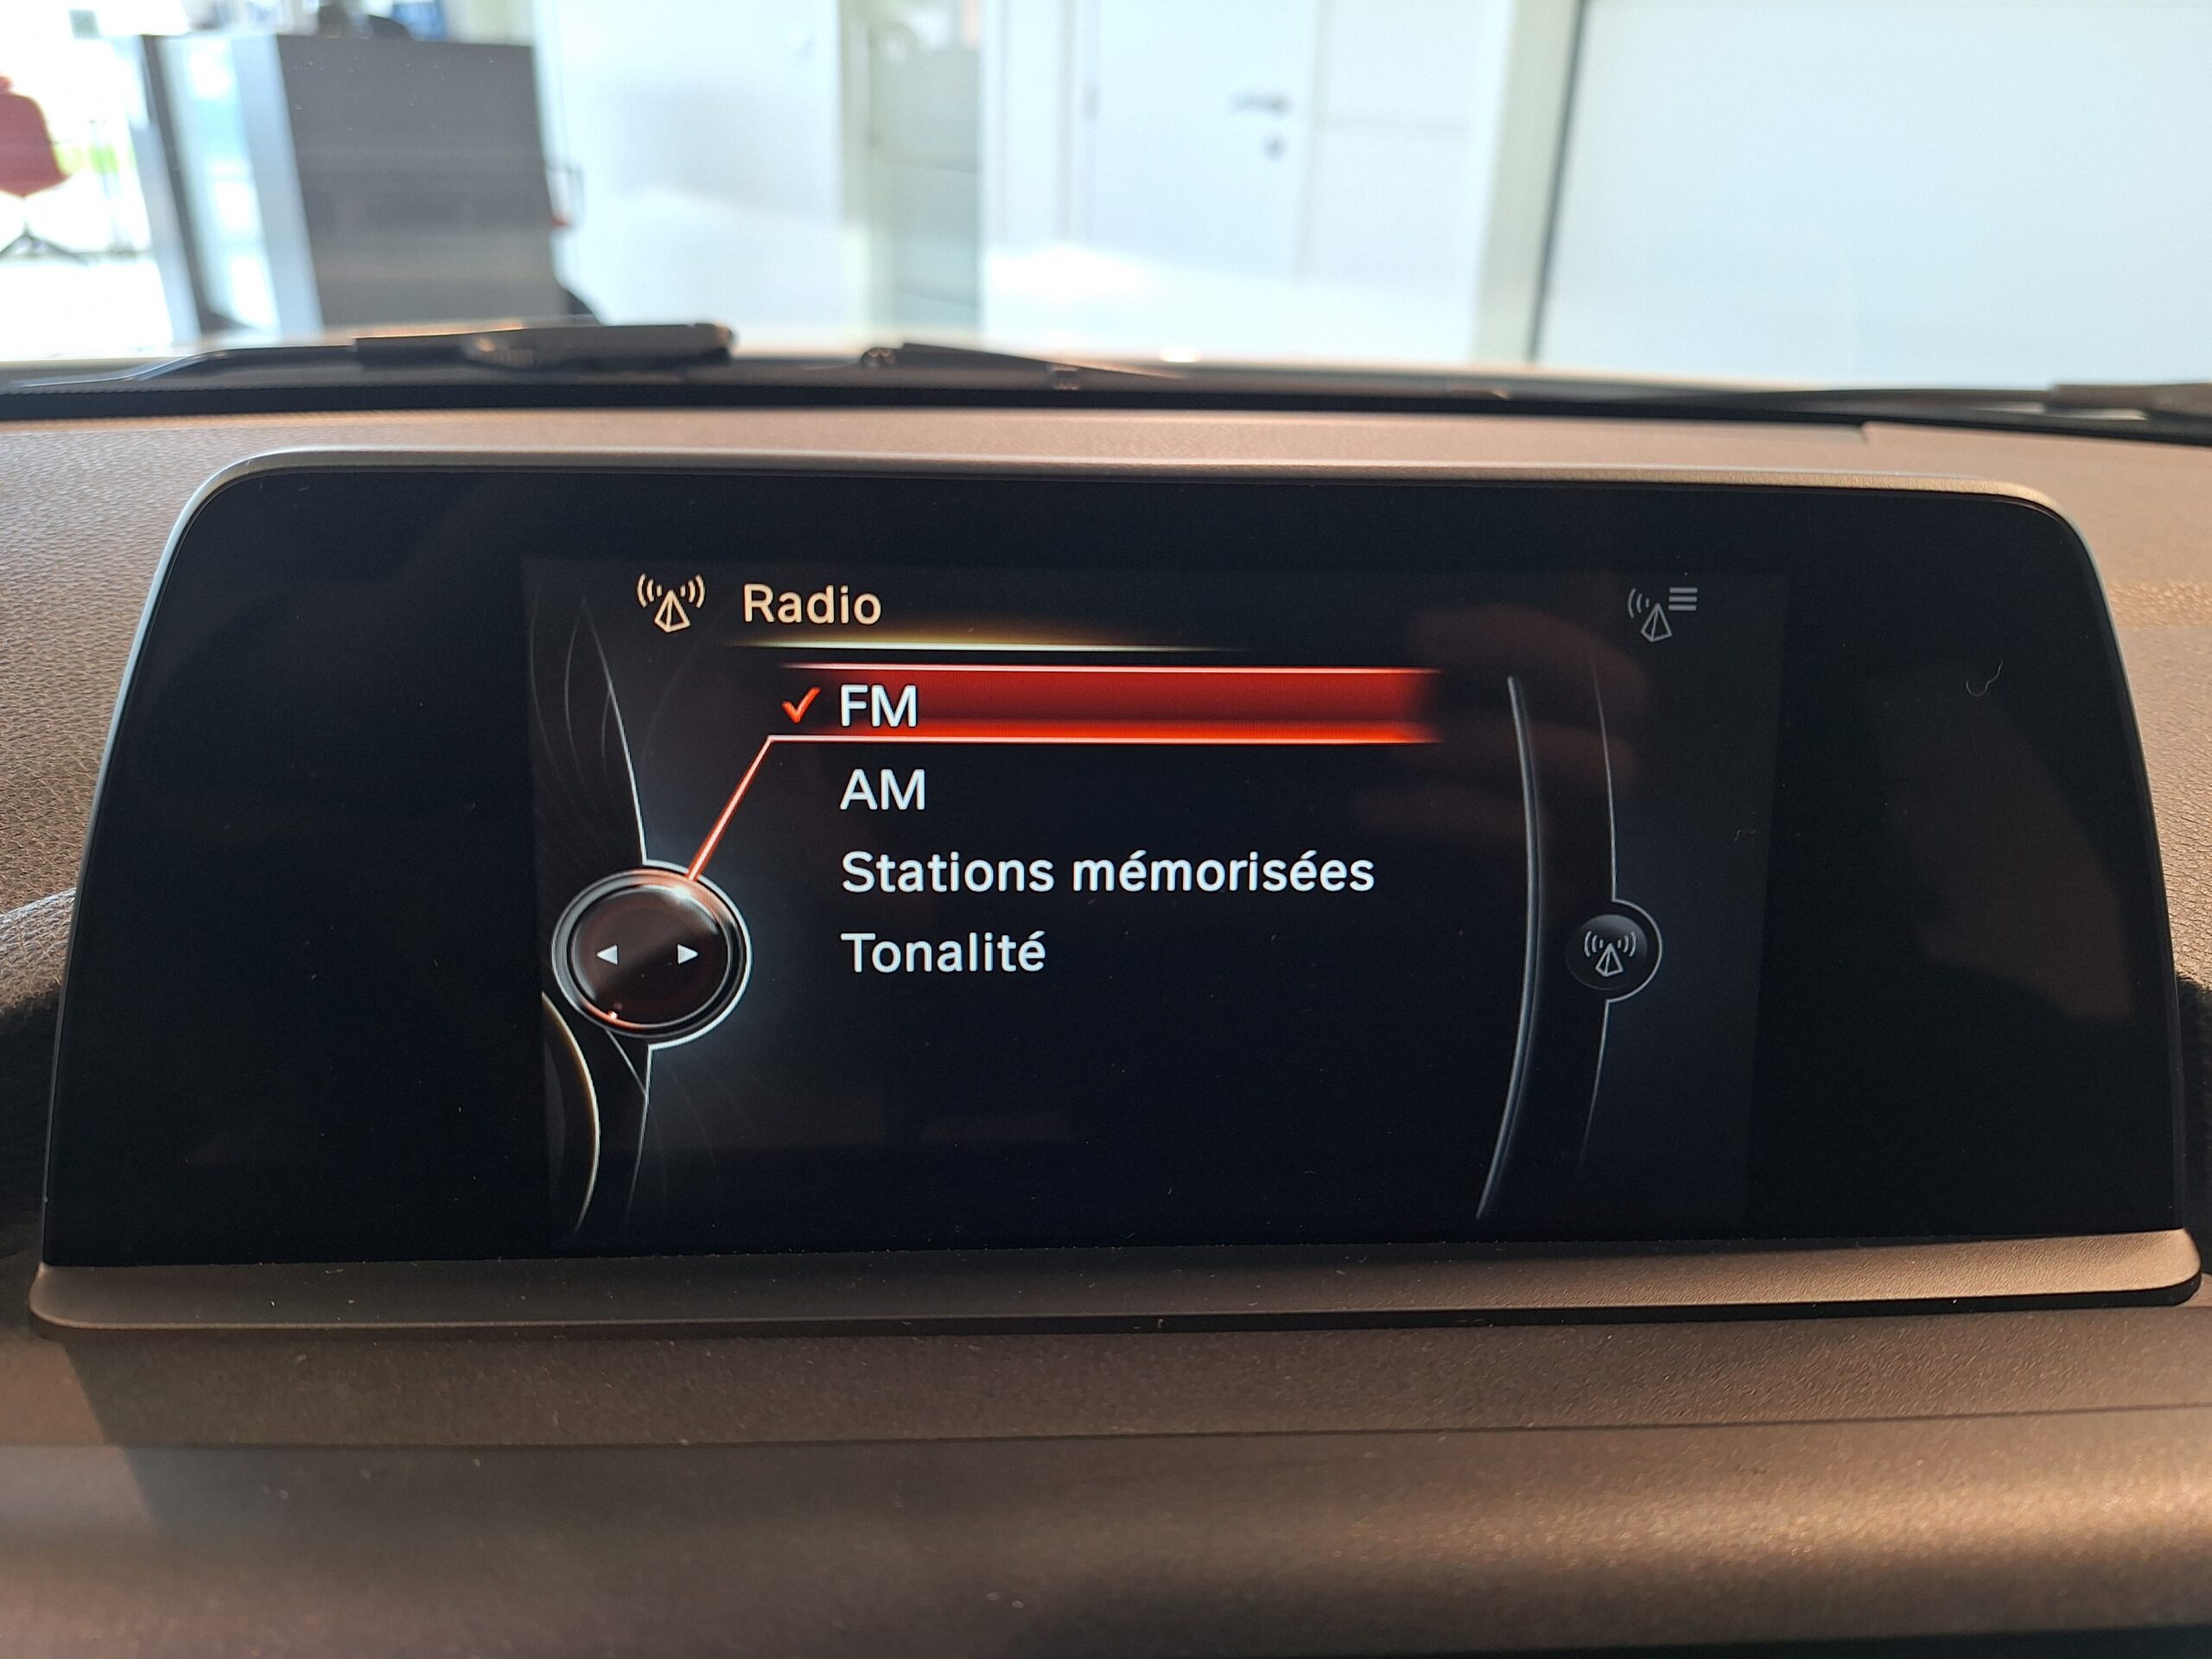 Radio
FM
AM
Stations mémorisées
Tonalité